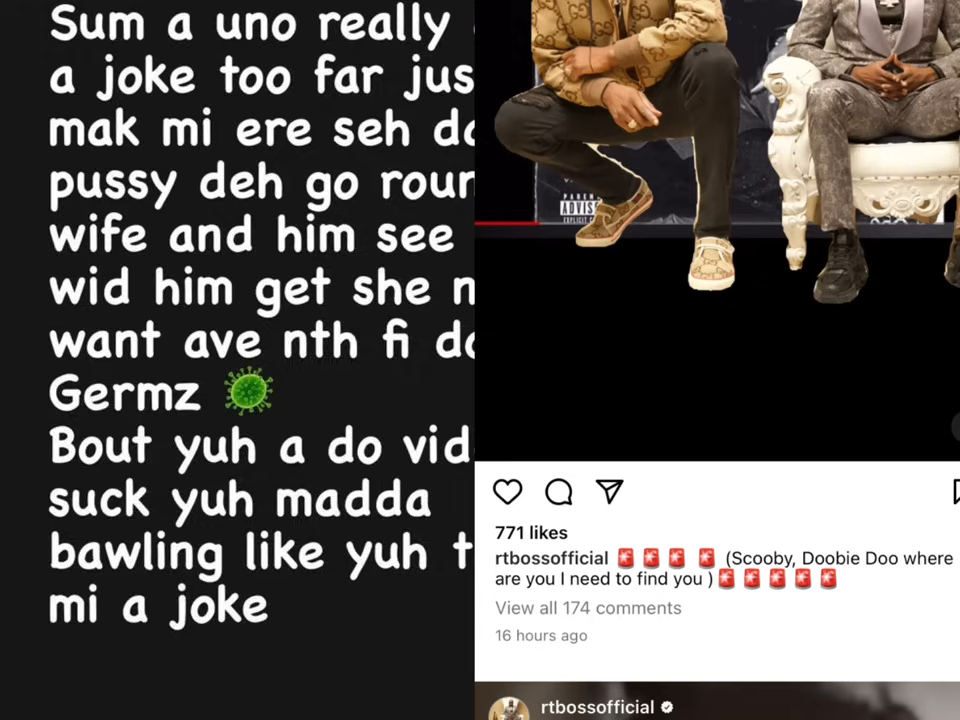 Sum a uno really
a joke too far jus
mak mi ere seh
pussy deh go
wife and him see
wid him get she
want ave nth fi
Germz 🦠
Bout yuh a do vid
suck yuh madda
bawling like yuh
mi a joke
ADVIS
EXPLICIT
771 likes
rtbossofficial 🚨 🚨 🚨 🚨 (Scooby, Doobie Doo where
are you I need to find you )🚨 🚨 🚨 🚨 🚨
View all 174 comments
16 hours ago
rtbossofficial